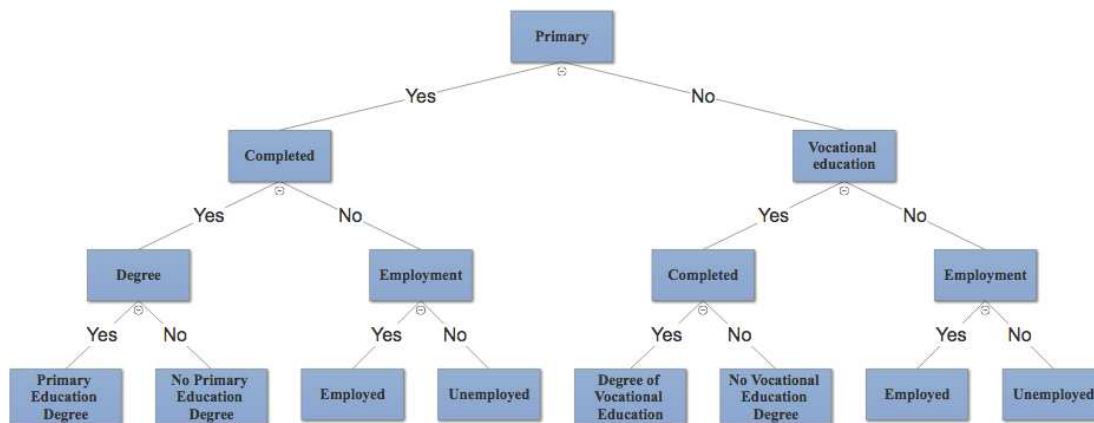 Primary
Yes
No
Completed
Vocational
education
Yes
No
Yes
No
Degree
Employment
Completed
Employment
Yes
No
Yes
No
Yes
No
Yes
No
Primary
Education
Degree
No Primary
Education
Degree
Employed
Unemployed
Degree of
Vocational
Education
No Vocational
Education
Degree
Employed
Unemployed